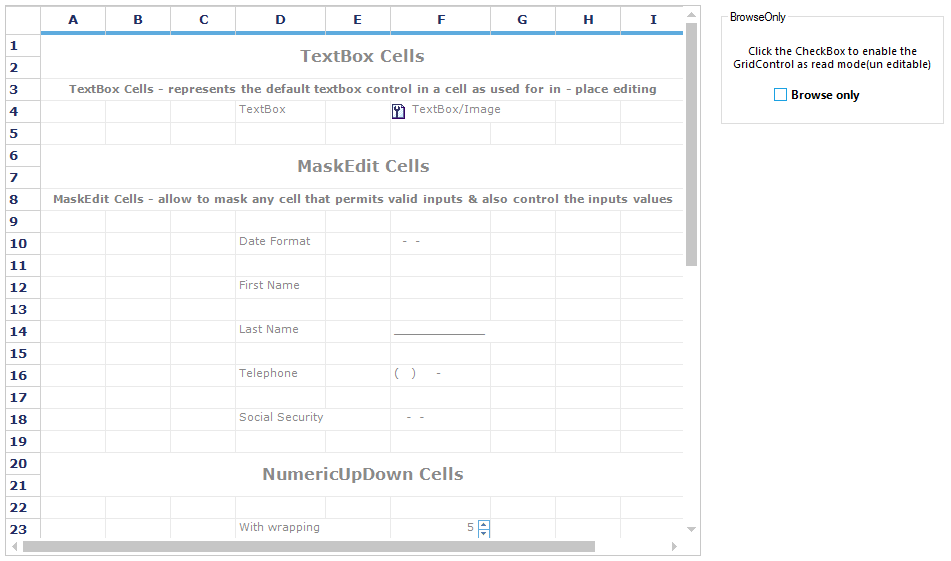 A B C D E F G H I
1
TextBox Cells
2
3 TextBox Cells - represents the default textbox control in a cell as used for in - place editing
4 TextBox TextBox/Image
5
6
MaskEdit Cells
7
8 MaskEdit Cells - allow to mask any cell that permits valid inputs & also control the inputs values
9
10 Date Format - -
11
12 First Name
13
14 Last Name _____________
15
16 Telephone ( ) -
17
18 Social Security - -
19
20
NumericUpDown Cells
21
22
23 With wrapping 5
BrowseOnly
Click the CheckBox to enable the
GridControl as read mode(un editable)
Browse only